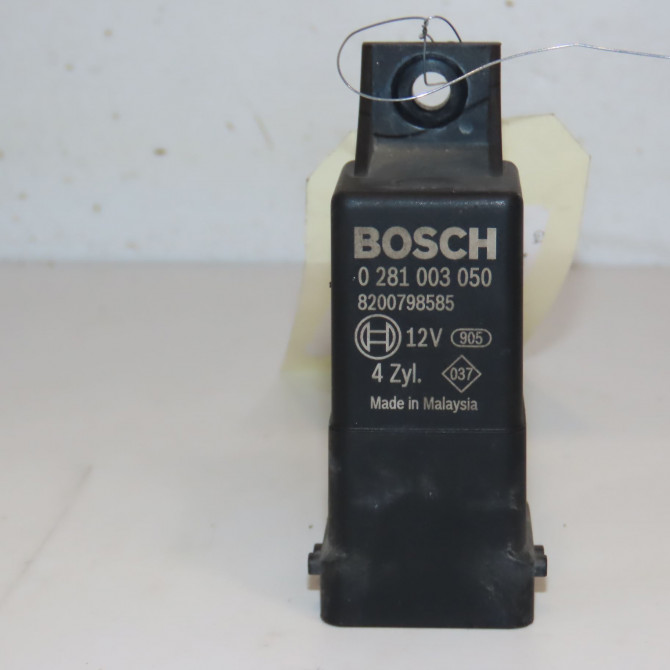 BOSCH
0 281 003 050
8200798585
12V 905
4 Zyl. 037
Made in Malaysia